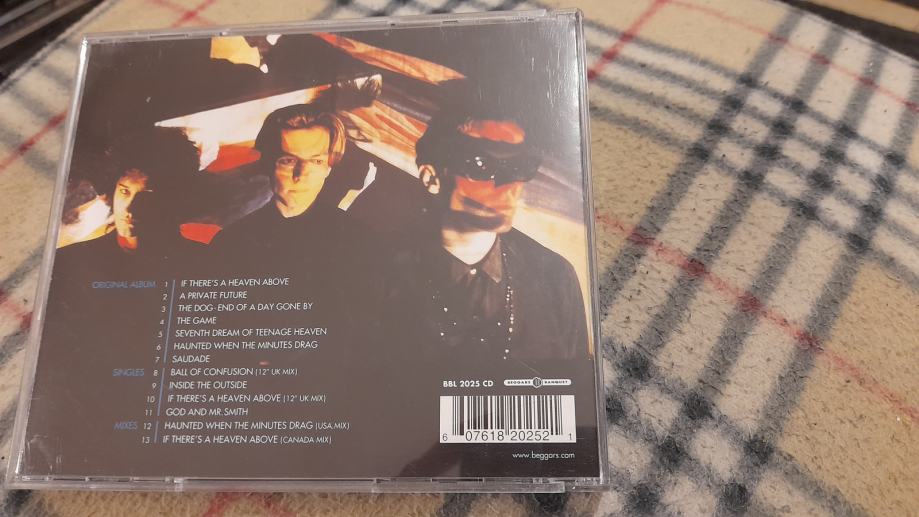 ORIGINAL ALBUM 1 IF THERE'S A HEAVEN ABOVE
2 A PRIVATE FUTURE
3 THE DOG-END OF A DAY GONE BY
4 THE GAME
5 SEVENTH DREAM OF TEENAGE HEAVEN
6 HAUNTED WHEN THE MINUTES DRAG
7 SAUDADE
SINGLES 8 BALL OF CONFUSION (12" UK MIX)
9 INSIDE THE OUTSIDE
10 IF THERE'S A HEAVEN ABOVE (12" UK MIX)
11 GOD AND MR. SMITH
MIXES 12 HAUNTED WHEN THE MINUTES DRAG (USA MIX)
13 IF THERE'S A HEAVEN ABOVE (CANADA MIX)
BBL 2025 CD BEGGARS BANQUET
6 07618 20252 1
www.beggars.com